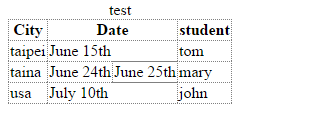 test
City Date student
taipei June 15th tom
taina June 24th June 25th mary
usa July 10th john